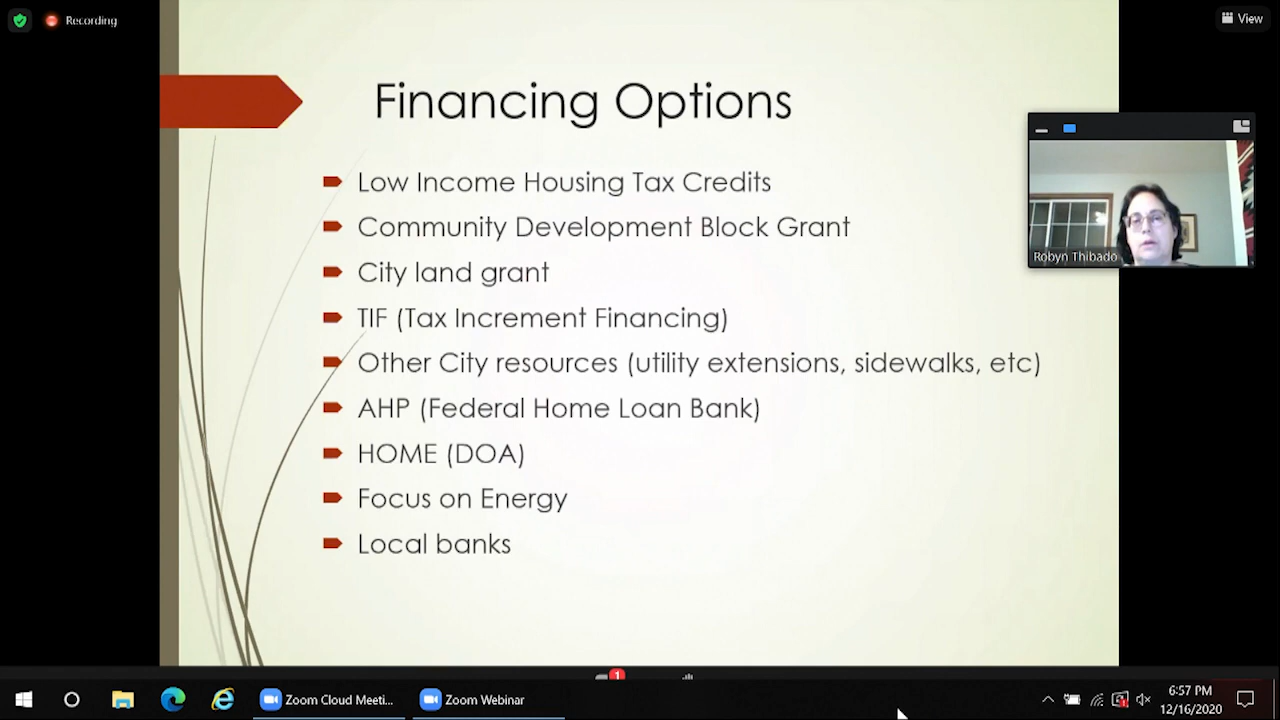 Recording
View
Financing Options
Low Income Housing Tax Credits
Community Development Block Grant
City land grant
TIF (Tax Increment Financing)
Other City resources (utility extensions, sidewalks, etc)
AHP (Federal Home Loan Bank)
HOME (DOA)
Focus on Energy
Local banks
Robyn Thibado
1
Zoom Cloud Meeti...
Zoom Webinar
6:57 PM
12/16/2020